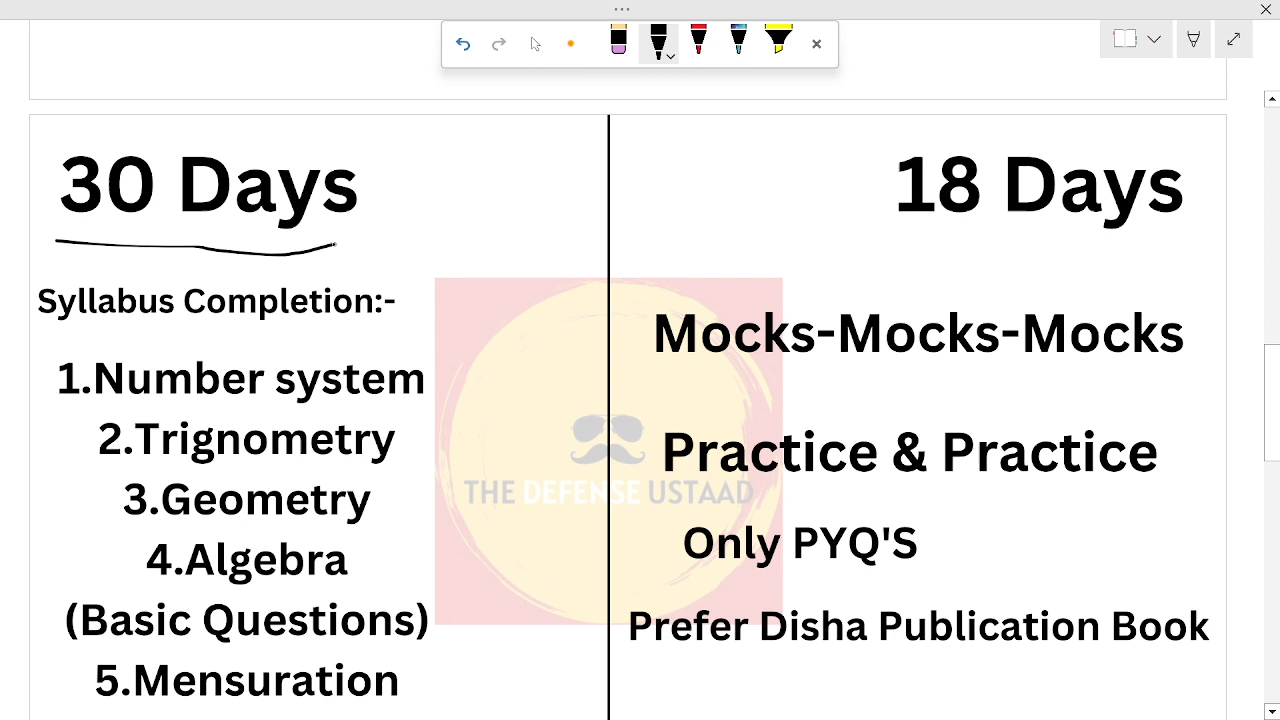 30 Days
Syllabus Completion:-
1.Number system
2.Trignometry
3.Geometry
4.Algebra
(Basic Questions)
5.Mensuration
18 Days
Mocks-Mocks-Mocks
Practice & Practice
Only PYQ'S
Prefer Disha Publication Book
THE DEFENSE USTAAD